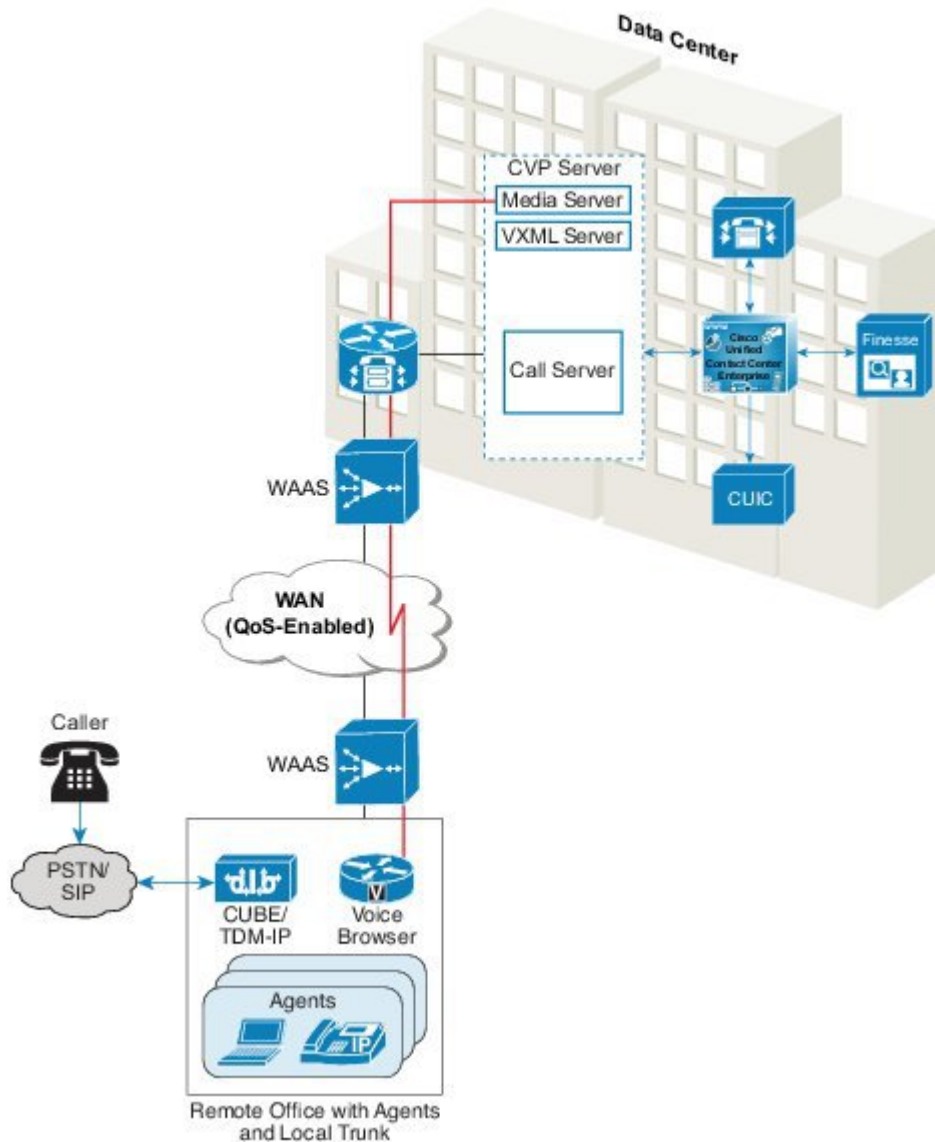 Data Center
CVP Server
Media Server
VXML Server
Call Server
Cisco
Unified
Contact Center
Enterprise
Finesse
CUIC
WAAS
WAN
(QoS-Enabled)
WAAS
Caller
PSTN/
SIP
CUBE/
TDM-IP
V
Voice
Browser
Agents
IP
Remote Office with Agents
and Local Trunk